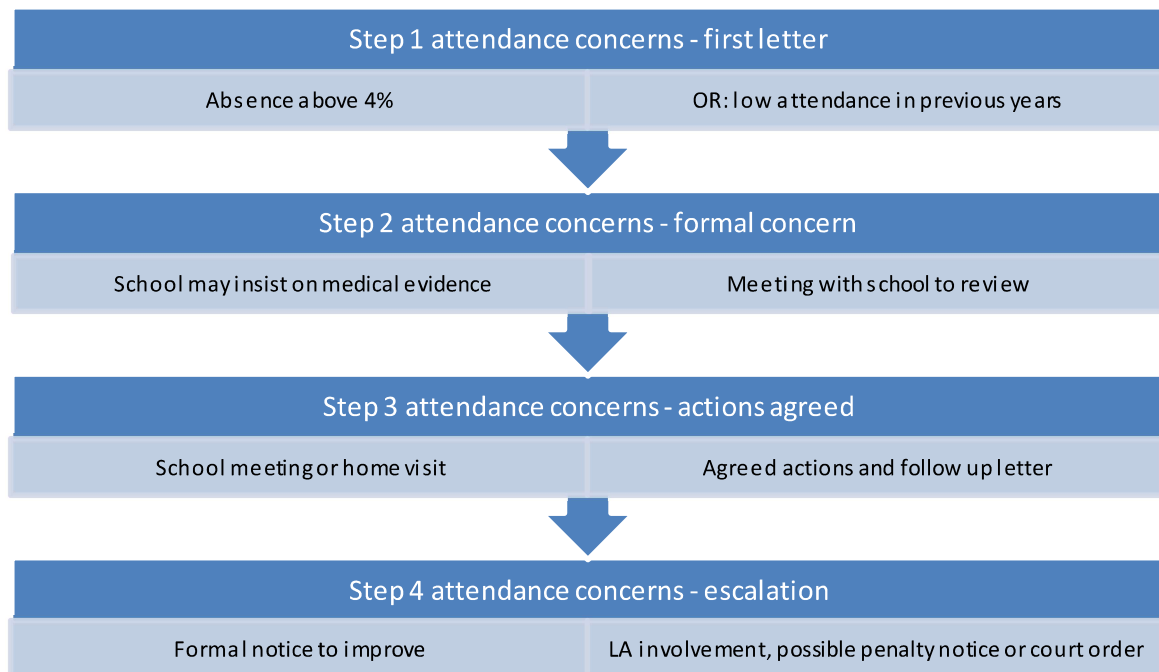 Step 1 attendance concerns - first letter
Absence above 4%
OR: low attendance in previous years
Step 2 attendance concerns - formal concern
School may insist on medical evidence
Meeting with school to review
Step 3 attendance concerns - actions agreed
School meeting or home visit
Agreed actions and follow up letter
Step 4 attendance concerns - escalation
Formal notice to improve
LA involvement, possible penalty notice or court order